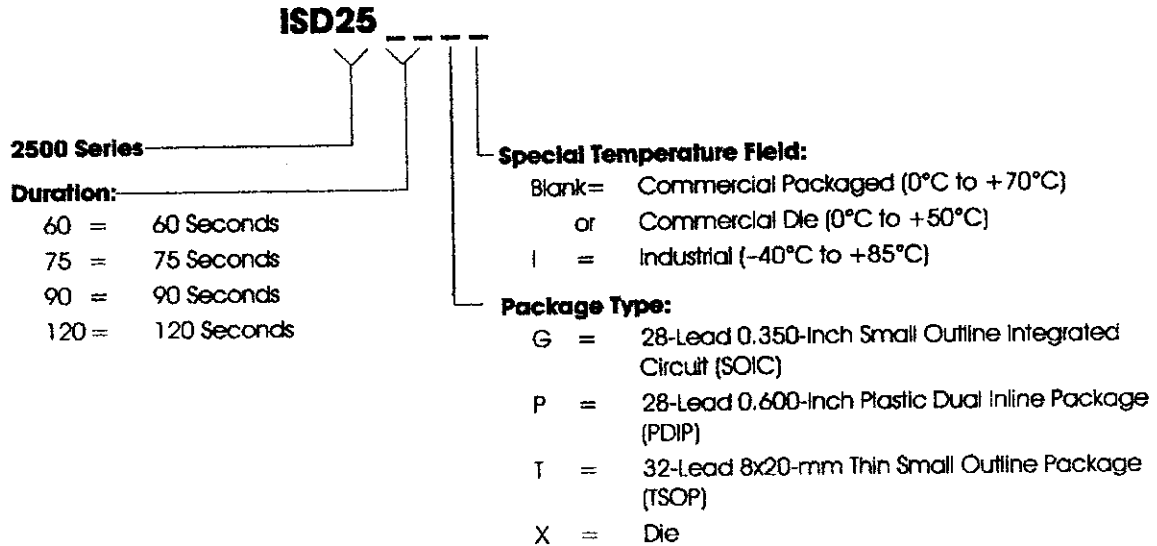 ISD25 _ _ _ _
2500 Series
Duration:
60 = 60 Seconds
75 = 75 Seconds
90 = 90 Seconds
120 = 120 Seconds
Special Temperature Field:
Blank = Commercial Packaged (0°C to +70°C)
or Commercial Die (0°C to +50°C)
I = Industrial (–40°C to +85°C)
Package Type:
G = 28-Lead 0.350-Inch Small Outline Integrated
Circuit (SOIC)
P = 28-Lead 0.600-Inch Plastic Dual Inline Package
(PDIP)
T = 32-Lead 8x20-mm Thin Small Outline Package
(TSOP)
X = Die